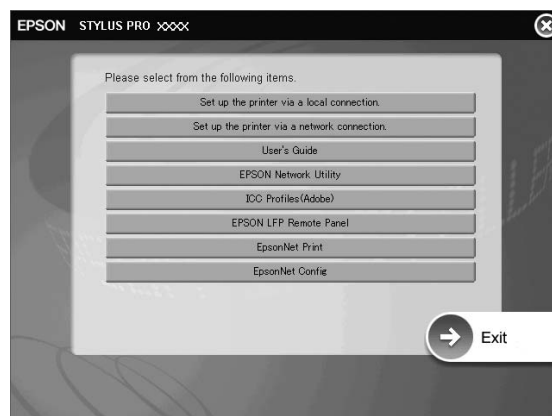 EPSON STYLUS PRO XXXX
Please select from the following items.
Set up the printer via a local connection.
Set up the printer via a network connection.
User's Guide
EPSON Network Utility
ICC Profiles(Adobe)
EPSON LFP Remote Panel
EpsonNet Print
EpsonNet Config
Exit